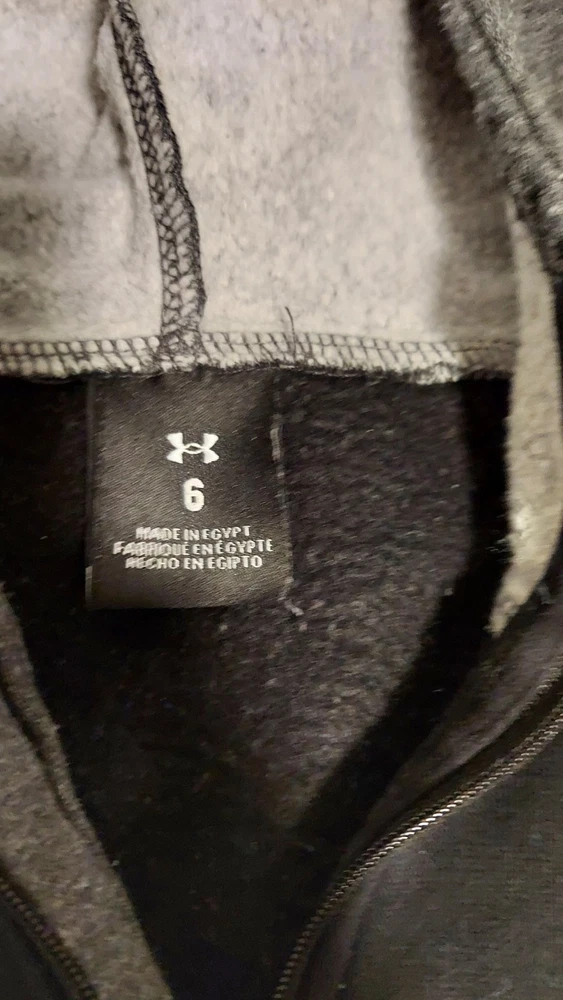 6
MADE IN EGYPT
FABRIQUÉ EN ÉGYPTE
HECHO EN EGIPTO